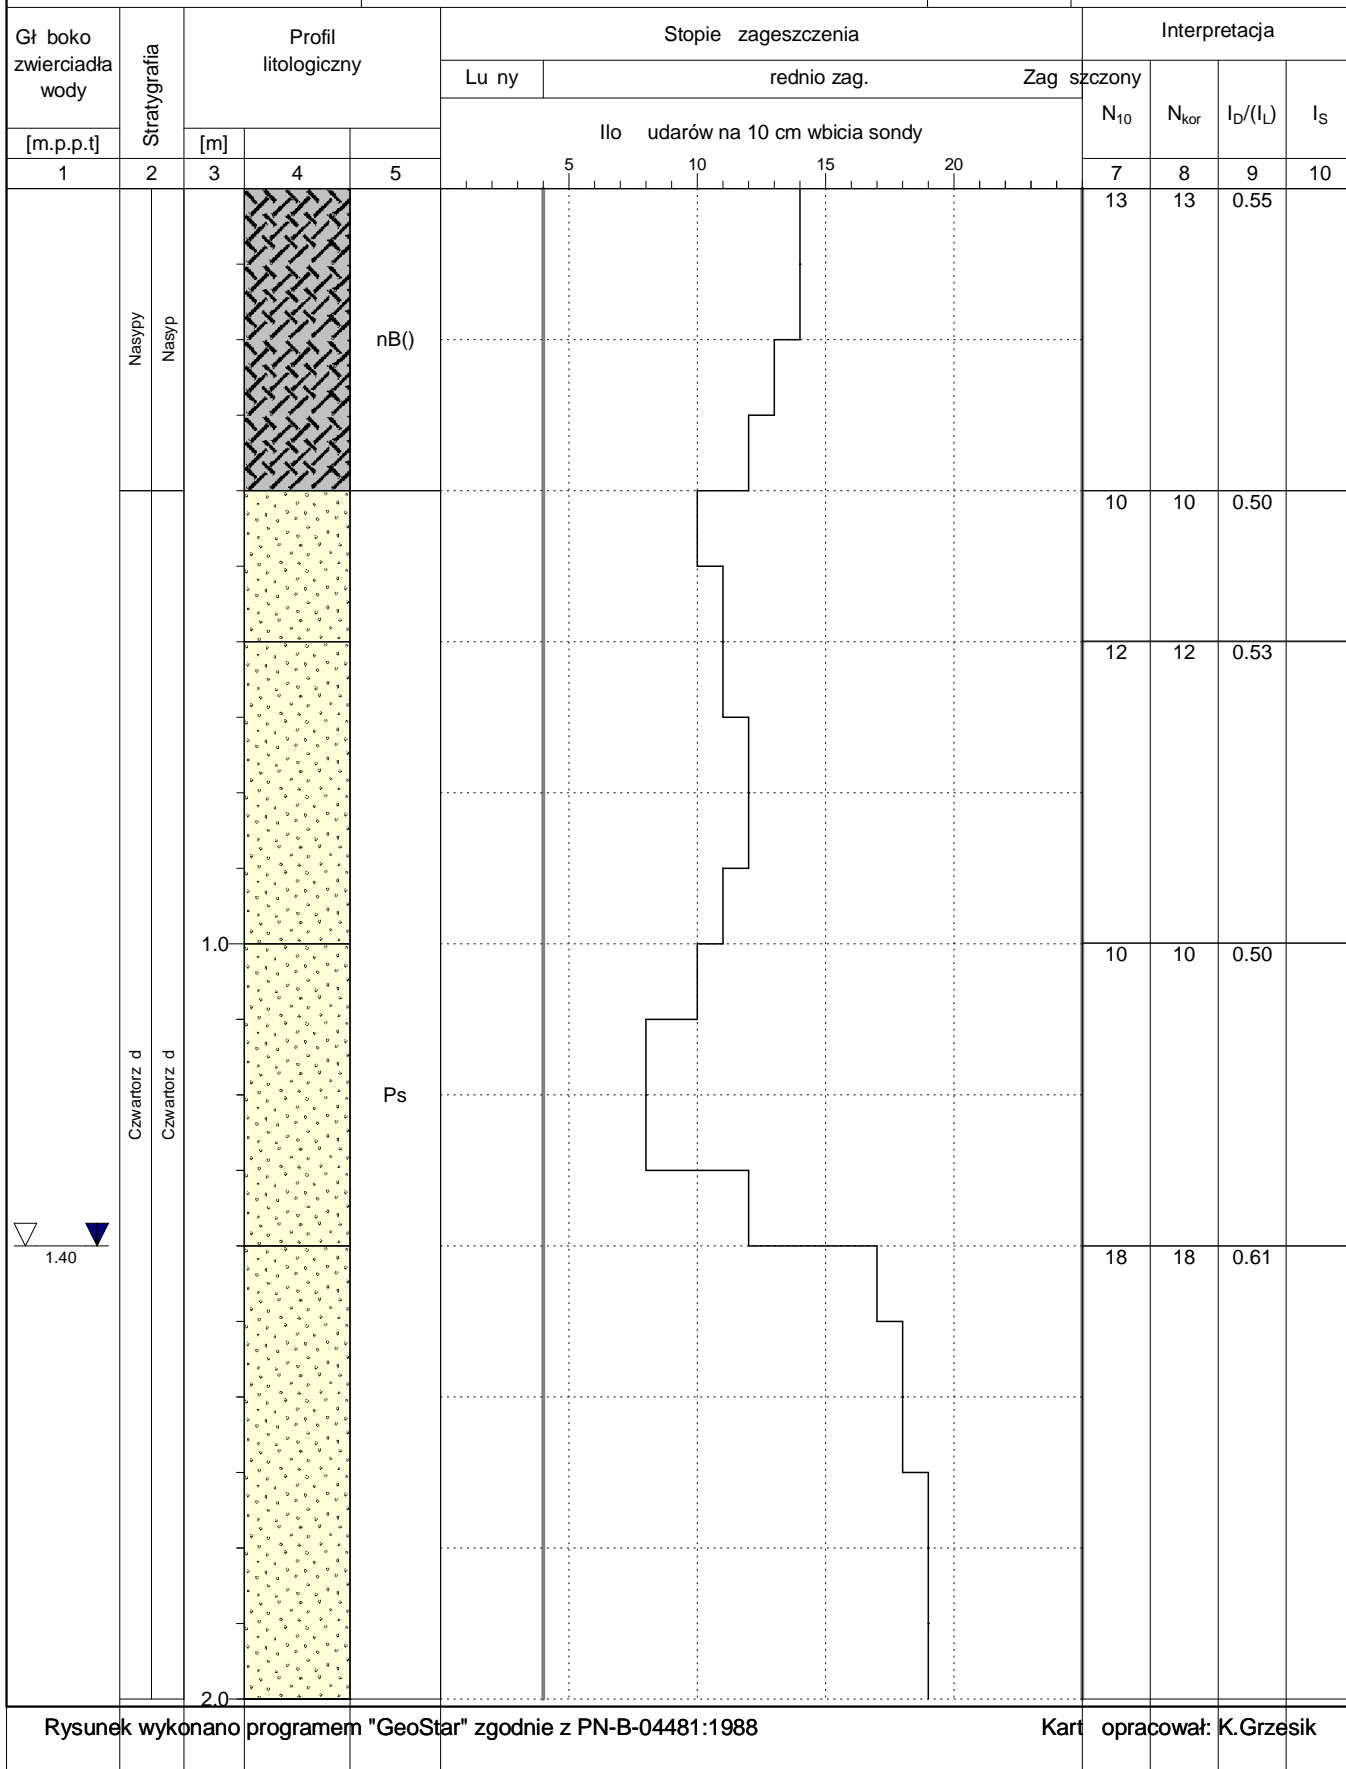 Gł boko
zwierciadła
wody
[m.p.p.t]
Stratygrafia
Profil
litologiczny
[m]
Stopie zageszczenia
Lu ny
rednio zag.
Zag szczony
Ilo udarów na 10 cm wbicia sondy
5 10 15 20
Interpretacja
N10 Nkor ID/(IL) IS
1 2 3 4 5 7 8 9 10
13 13 0.55
Nasypy
Nasyp
nB()
10 10 0.50
12 12 0.53
1.0
10 10 0.50
Czwartorz d
Czwartorz d
Ps
1.40
18 18 0.61
2.0
Rysunek wykonano programem "GeoStar" zgodnie z PN-B-04481:1988
Kart opracował: K.Grzesik